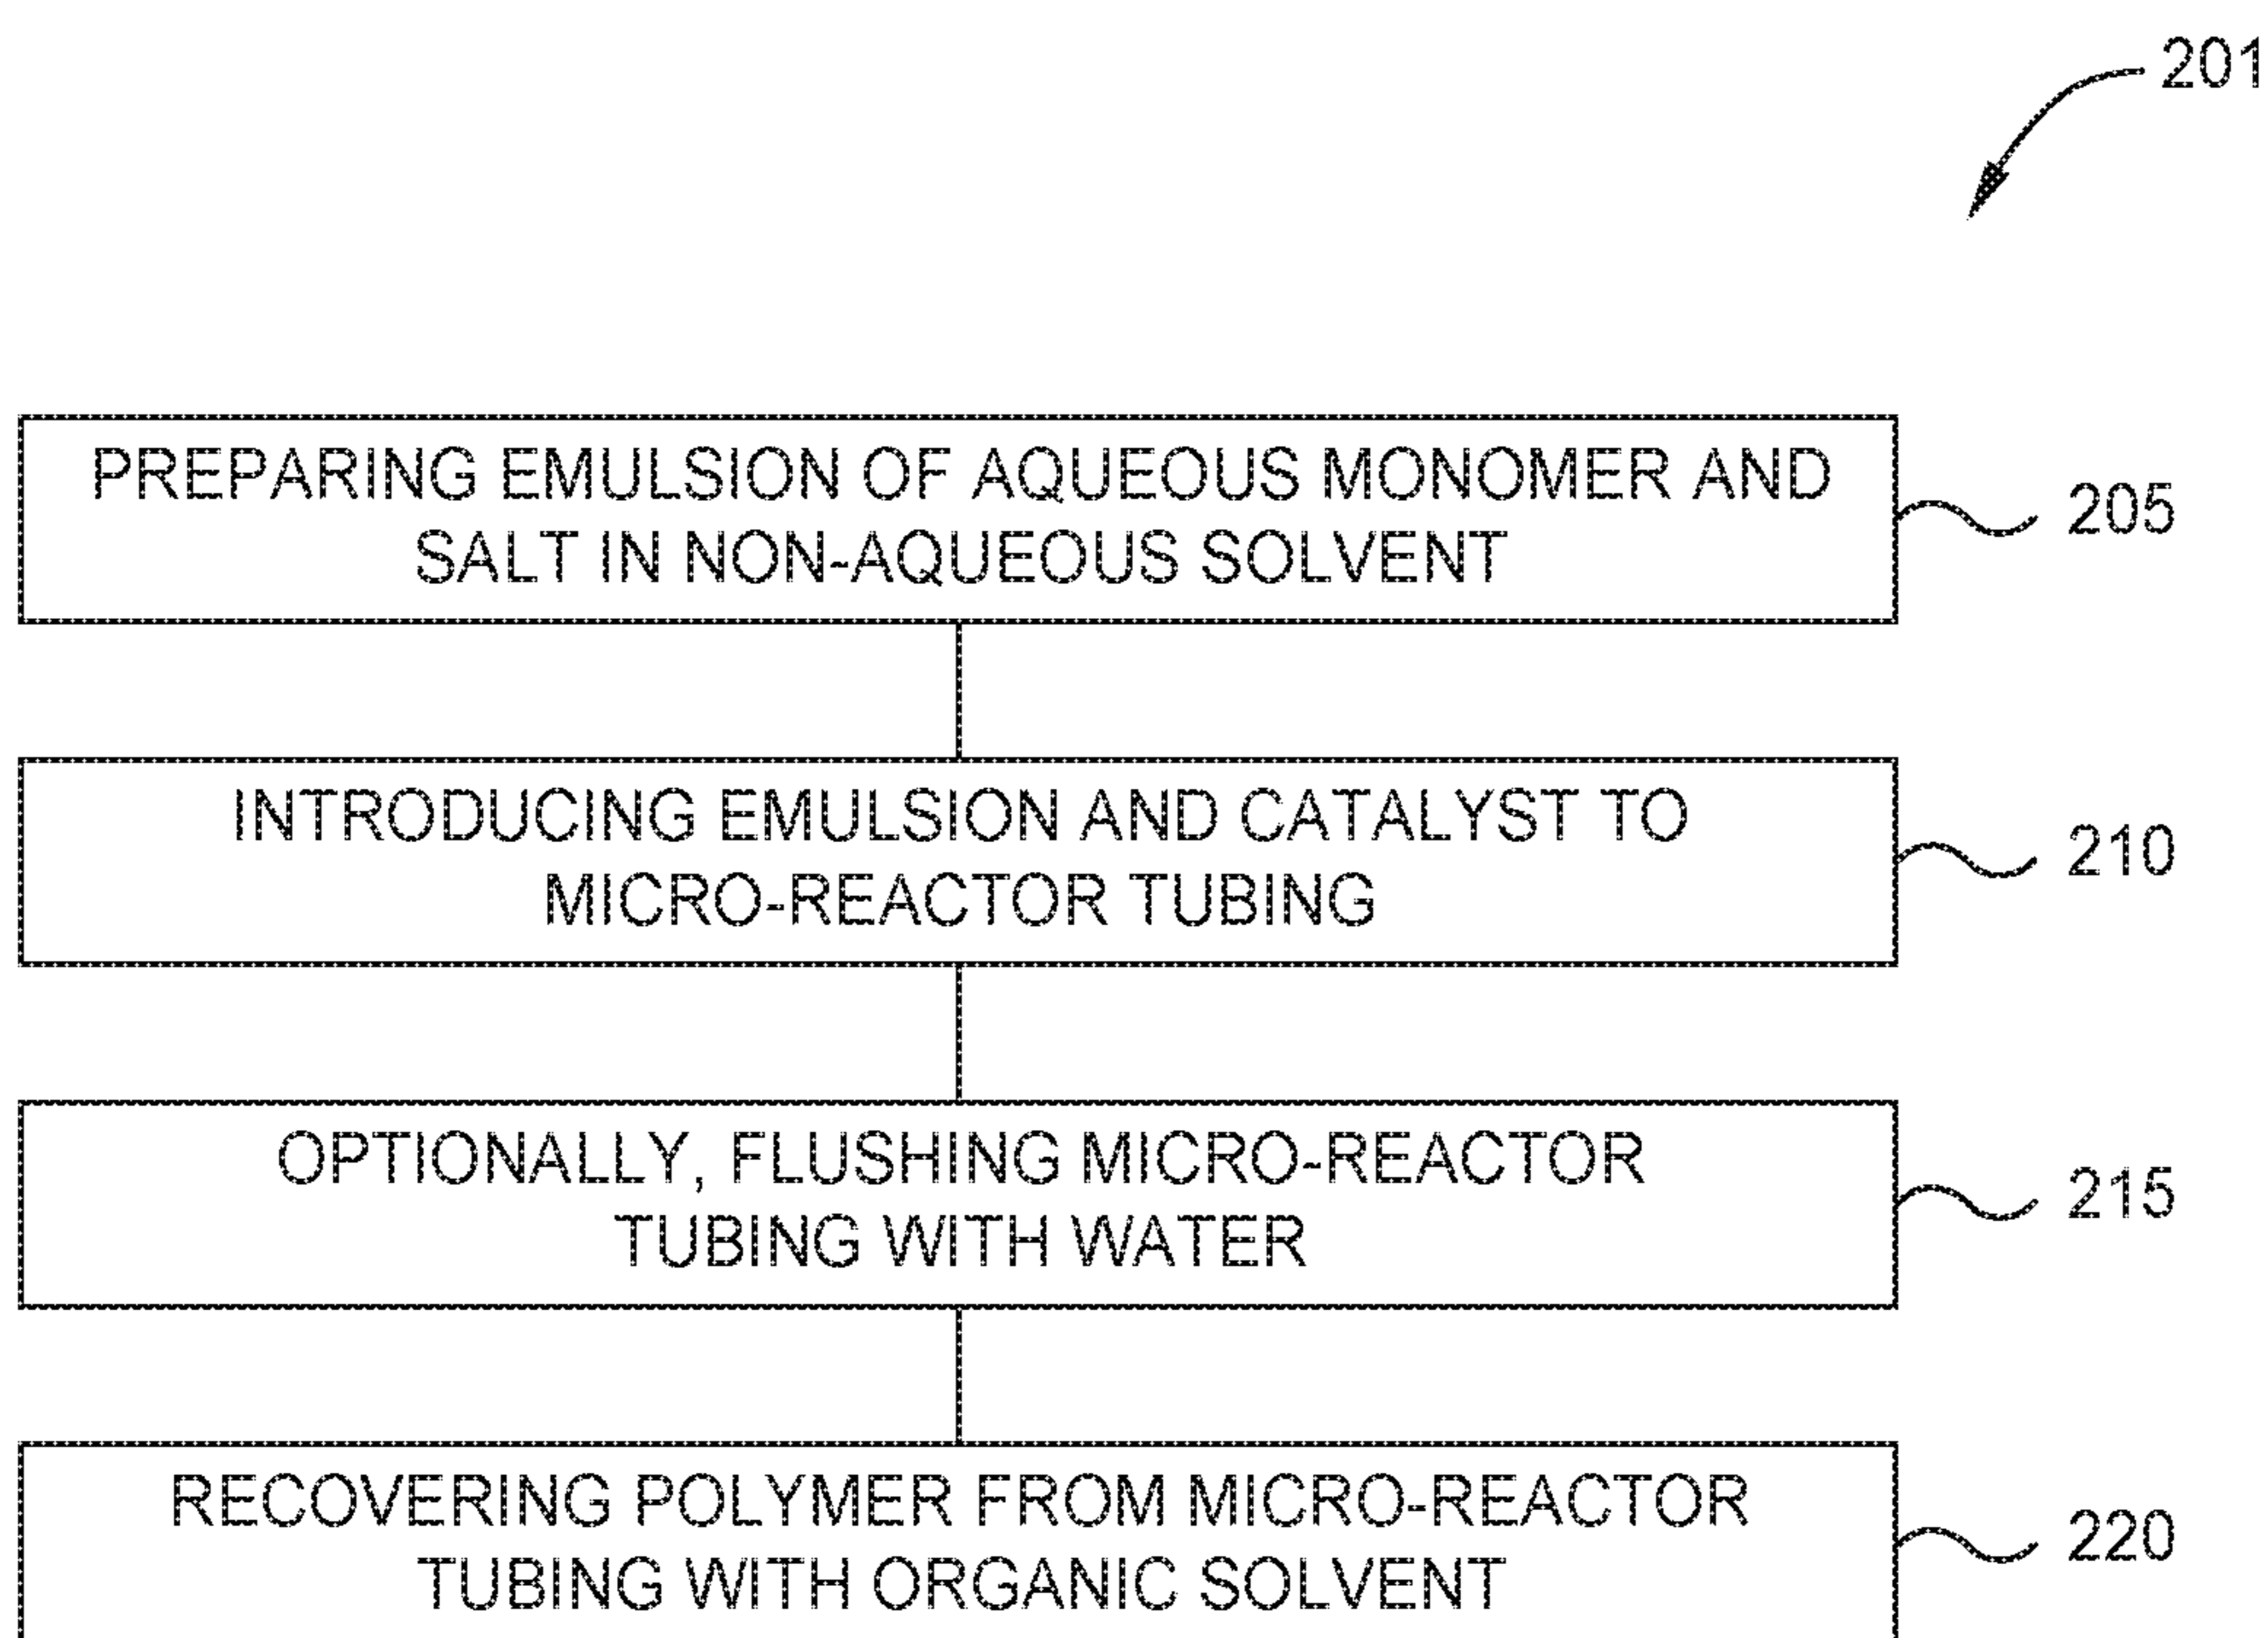 201
PREPARING EMULSION OF AQUEOUS MONOMER AND
SALT IN NON-AQUEOUS SOLVENT
205
INTRODUCING EMULSION AND CATALYST TO
MICRO-REACTOR TUBING
210
OPTIONALLY, FLUSHING MICRO-REACTOR
TUBING WITH WATER
215
RECOVERING POLYMER FROM MICRO-REACTOR
TUBING WITH ORGANIC SOLVENT
220